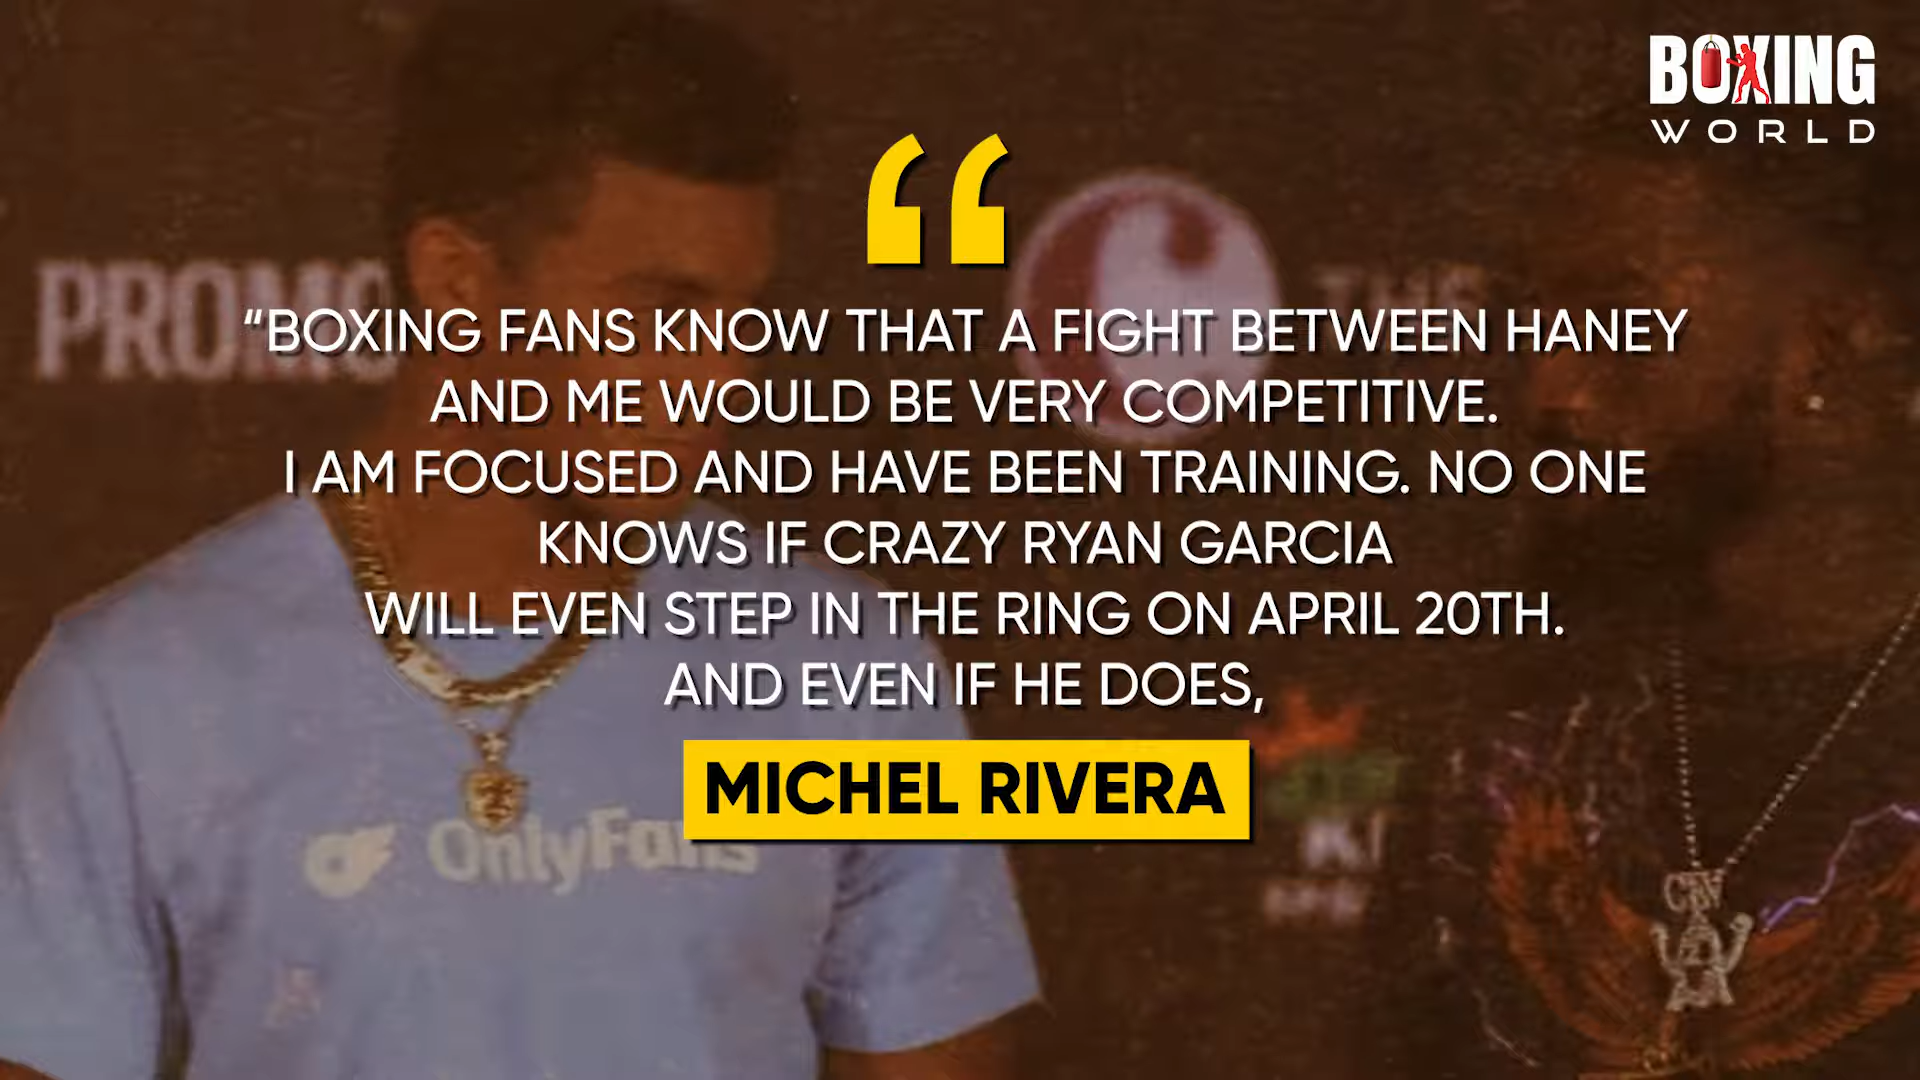 BOXING
WORLD
PROMO
“BOXING FANS KNOW THAT A FIGHT BETWEEN HANEY
AND ME WOULD BE VERY COMPETITIVE.
I AM FOCUSED AND HAVE BEEN TRAINING. NO ONE
KNOWS IF CRAZY RYAN GARCIA
WILL EVEN STEP IN THE RING ON APRIL 20TH.
AND EVEN IF HE DOES,
MICHEL RIVERA
OnlyFans